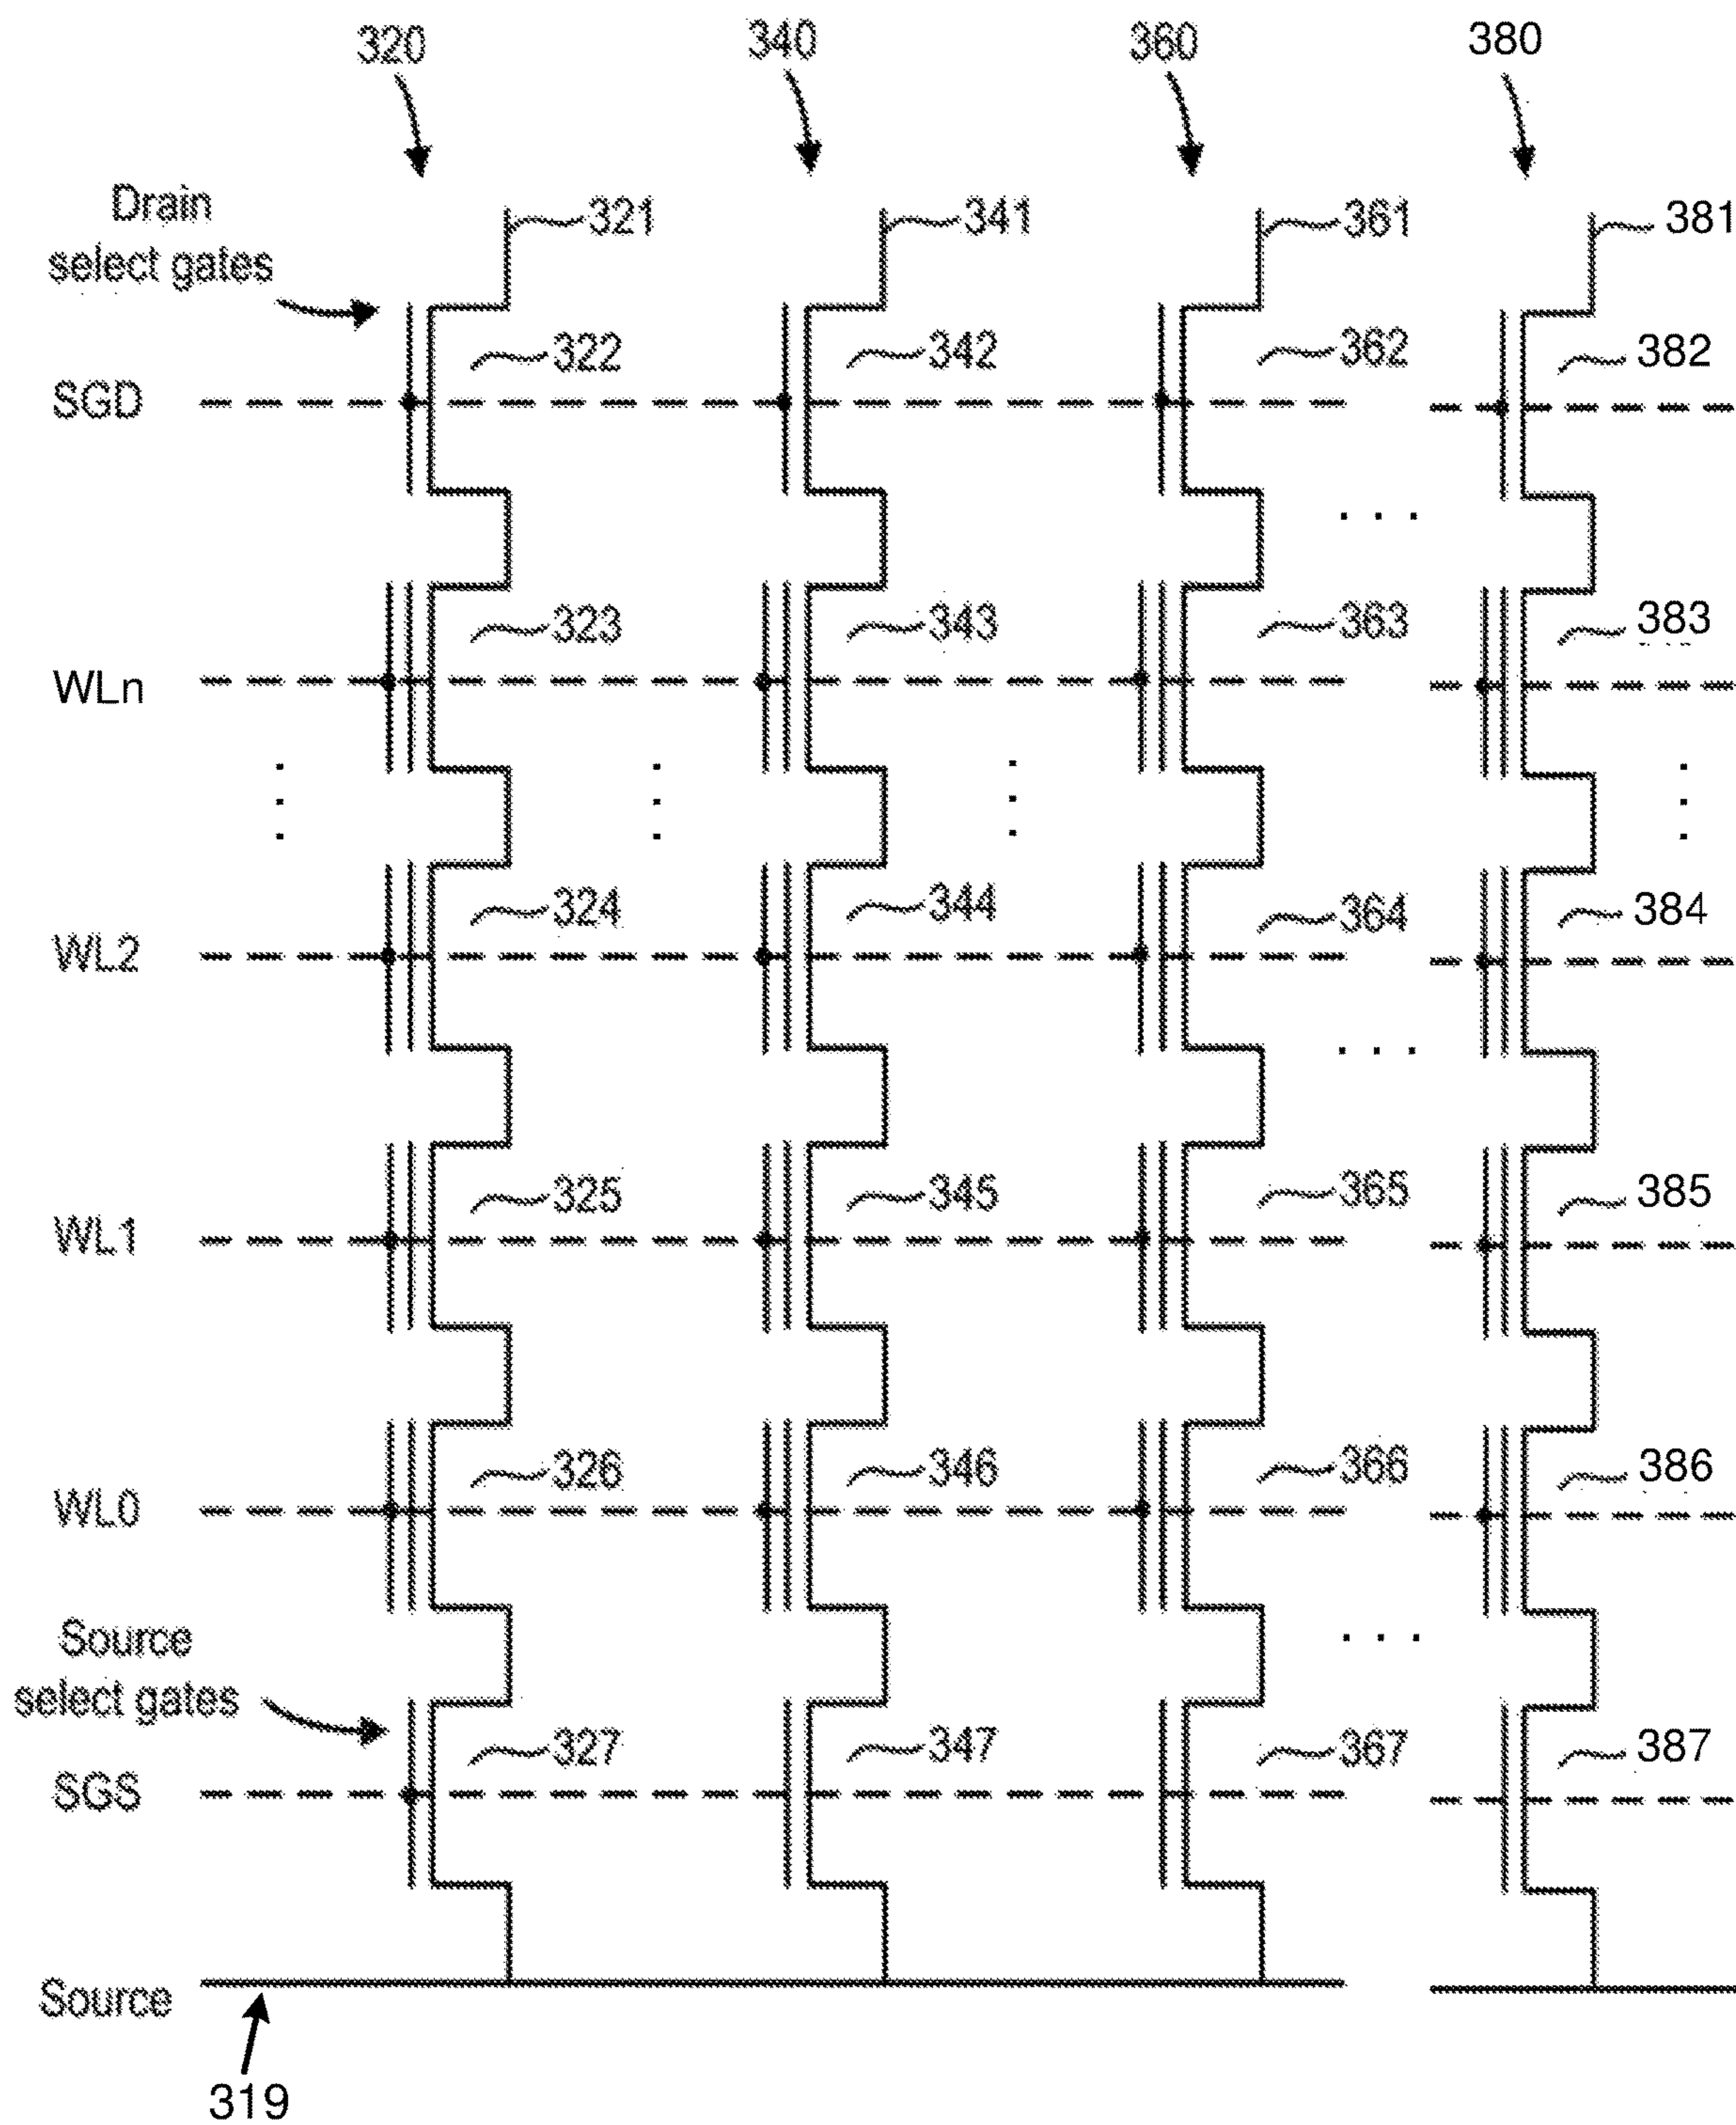 320 340 360 380
Drain
select gates
321 341 361 381
322 342 362 382
SGD
. . .
323 343 363 383
WLn
324 344 364 384
WL2
. . .
325 345 365 385
WL1
326 346 366 386
WL0
. . .
Source
select gates
327 347 367 387
SGS
Source
319